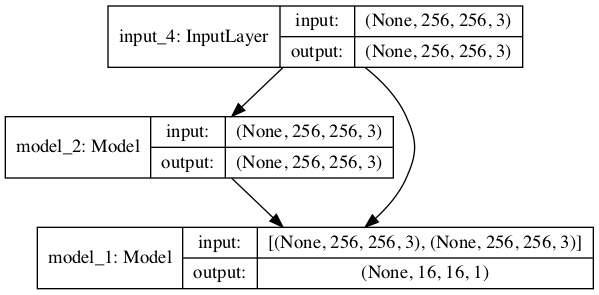 input_4: InputLayer
input: (None, 256, 256, 3)
output: (None, 256, 256, 3)
model_2: Model
input: (None, 256, 256, 3)
output: (None, 256, 256, 3)
model_1: Model
input: [(None, 256, 256, 3), (None, 256, 256, 3)]
output: (None, 16, 16, 1)